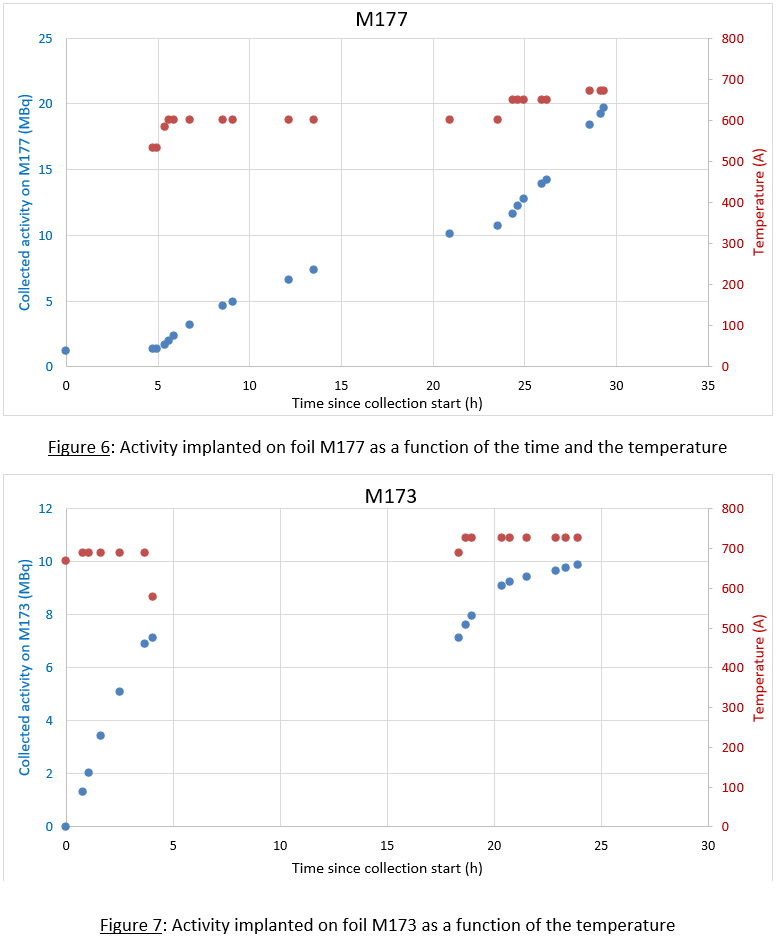 M177
Collected activity on M177 (MBq)
25
20
15
10
5
0
800
700
600
500
400
300
200
100
0
Temperature (A)
0 5 10 15 20 25 30 35
Time since collection start (h)
Figure 6: Activity implanted on foil M177 as a function of the time and the temperature
M173
Collected activity on M173 (MBq)
12
10
8
6
4
2
0
800
700
600
500
400
300
200
100
0
Temperature (A)
0 5 10 15 20 25 30
Time since collection start (h)
Figure 7: Activity implanted on foil M173 as a function of the temperature